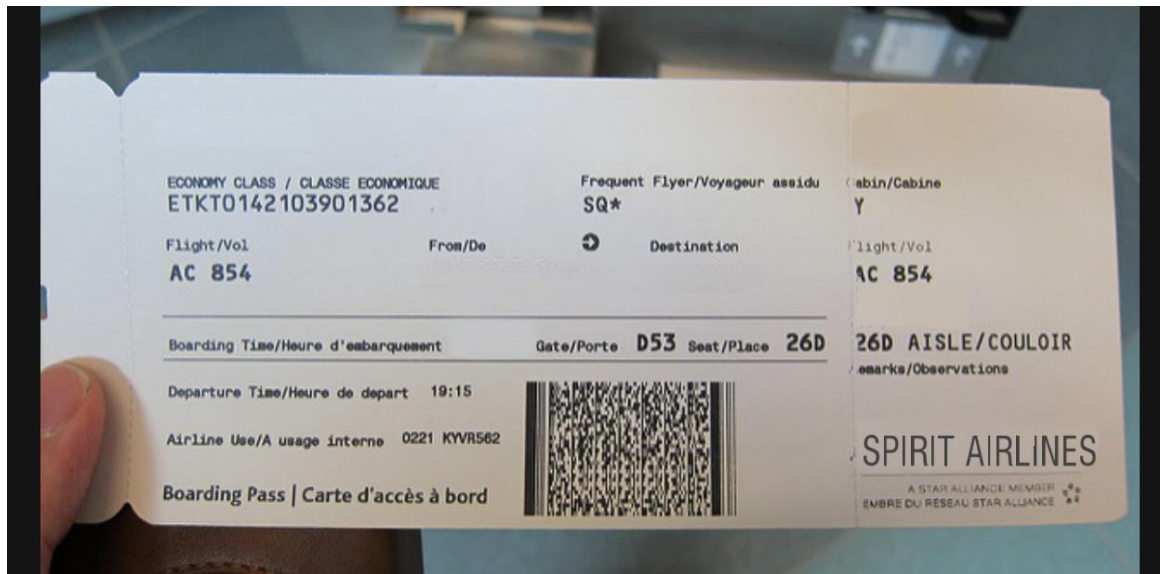 ECONOMY CLASS / CLASSE ECONOMIQUE
ETKT0142103901362
Frequent Flyer/Voyageur assidu
SQ*
Flight/Vol
AC 854
From/De
Destination
Boarding Time/Heure d'embarquement
Gate/Porte D53 Seat/Place 26D
Departure Time/Heure de depart 19:15
Airline Use/A usage interne 0221 KYVR562
Boarding Pass | Carte d'accès à bord
abin/Cabine
Y
light/Vol
AC 854
26D AISLE/COULOIR
emarks/Observations
SPIRIT AIRLINES
A STAR ALLIANCE MEMBER
EMBRE DU RESEAU STAR ALLIANCE